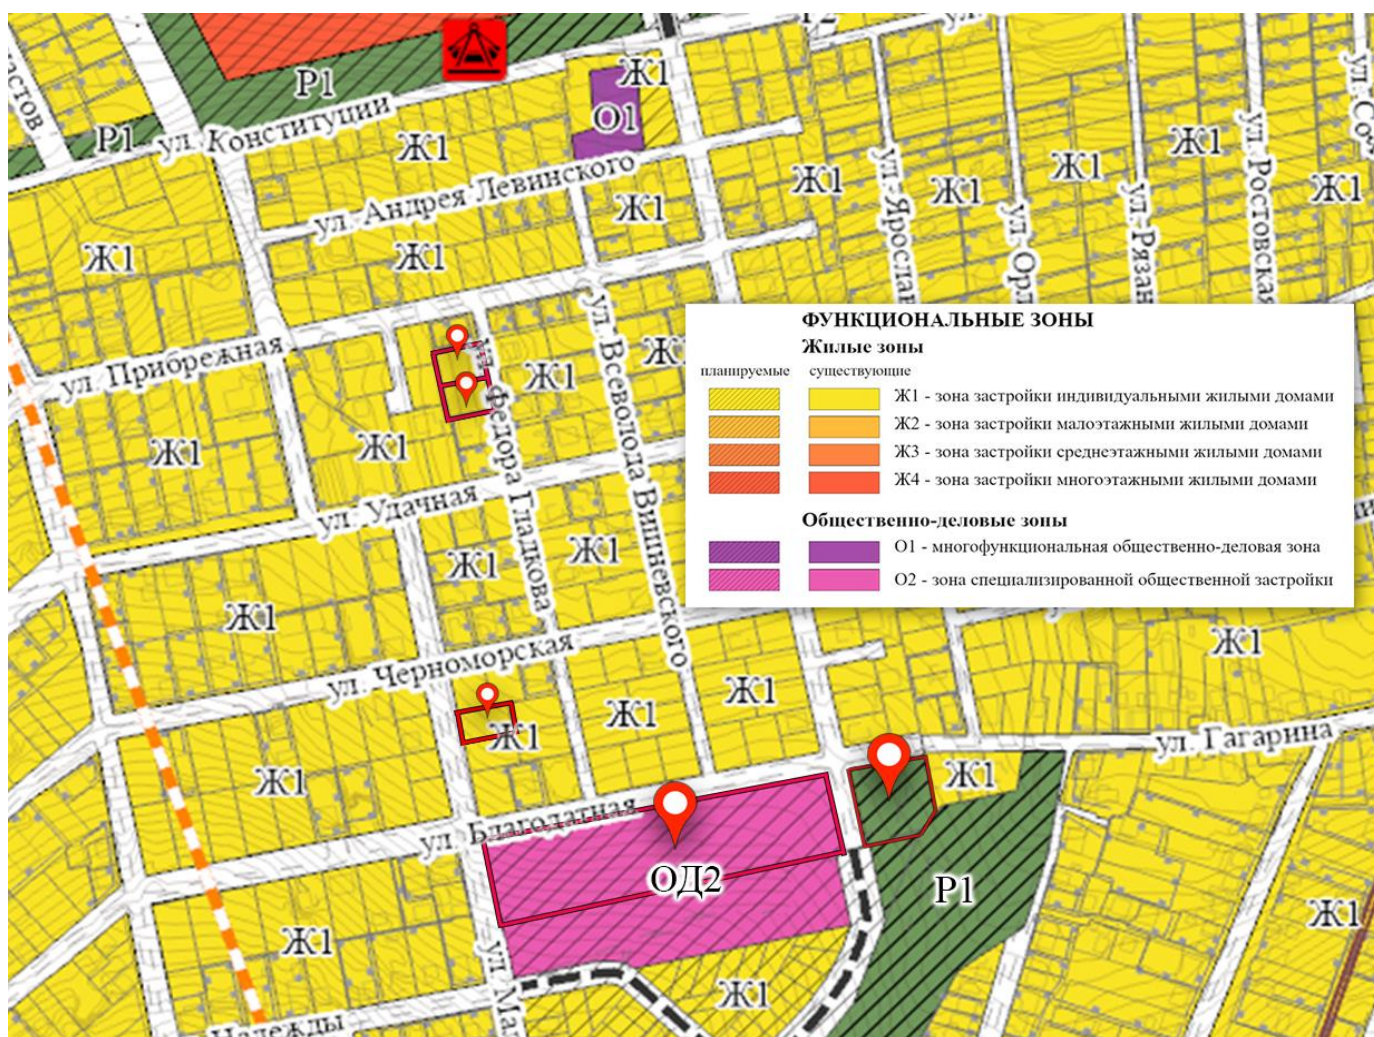 Р1
Ж1
О1
Р1
ул. Конституции
Ж1
Ж1
Ж1
ул. Андрея Левинского
Ж1
Ж1
Ж1
Ж1
Ж1
Ж1
ул. Ростовская
ул. Прибрежная
ул. Всеволода Вишневского
ул. Федора Гладкова
Ж1
Ж1
Ж1
ФУНКЦИОНАЛЬНЫЕ ЗОНЫ
Жилые зоны
планируемые существующие
Ж1 - зона застройки индивидуальными жилыми домами
Ж2 - зона застройки малоэтажными жилыми домами
Ж3 - зона застройки среднеэтажными жилыми домами
Ж4 - зона застройки многоэтажными жилыми домами
Общественно-деловые зоны
О1 - многофункциональная общественно-деловая зона
О2 - зона специализированной общественной застройки
ул. Удачная
Ж1
Ж1
Ж1
Ж1
ул. Черноморская
Ж1
Ж1
Ж1
ул. Гагарина
Ж1
Ж1
ул. Благодатная
ОД2
Р1
Ж1
Ж1
Ж1
Надежды